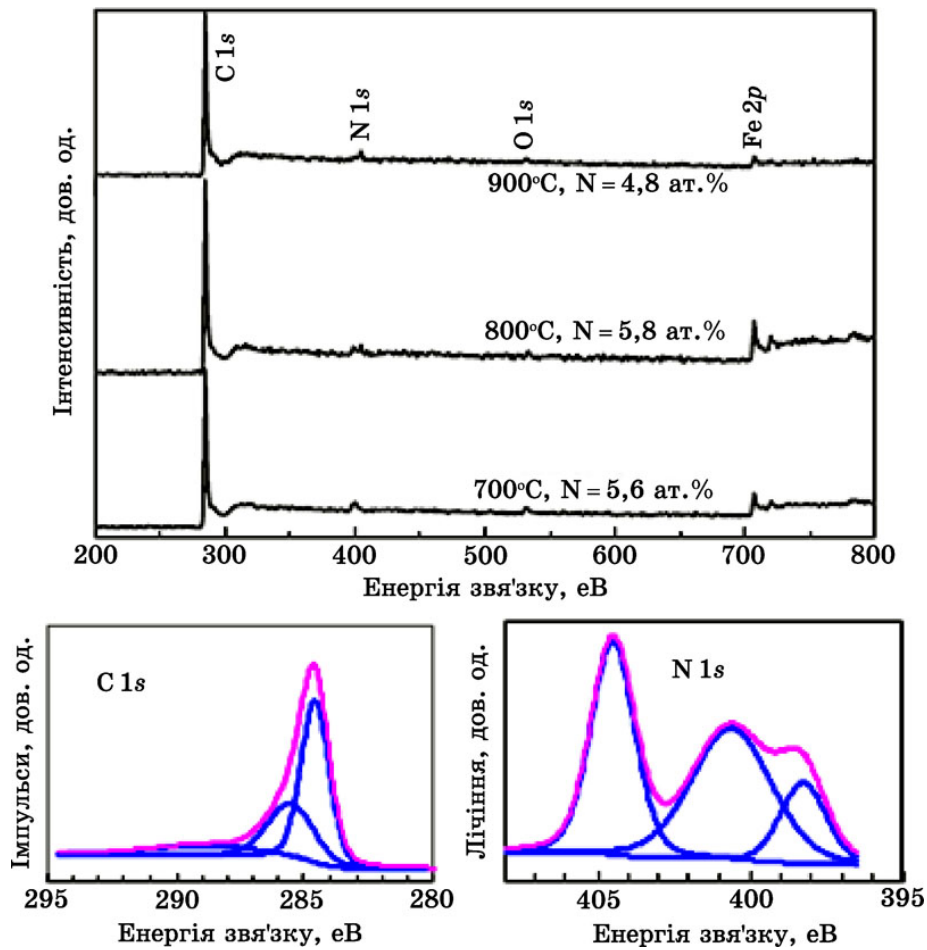 Інтенсивність, дов. од.
C 1s
N 1s
O 1s
Fe 2p
900°C, N = 4,8 ат.%
800°C, N = 5,8 ат.%
700°C, N = 5,6 ат.%
200 300 400 500 600 700 800
Енергія звя'зку, еВ
Імпульси, дов. од.
C 1s
295 290 285 280
Енергія звя'зку, еВ
Лічіння, дов. од.
N 1s
405 400 395
Енергія звя'зку, еВ